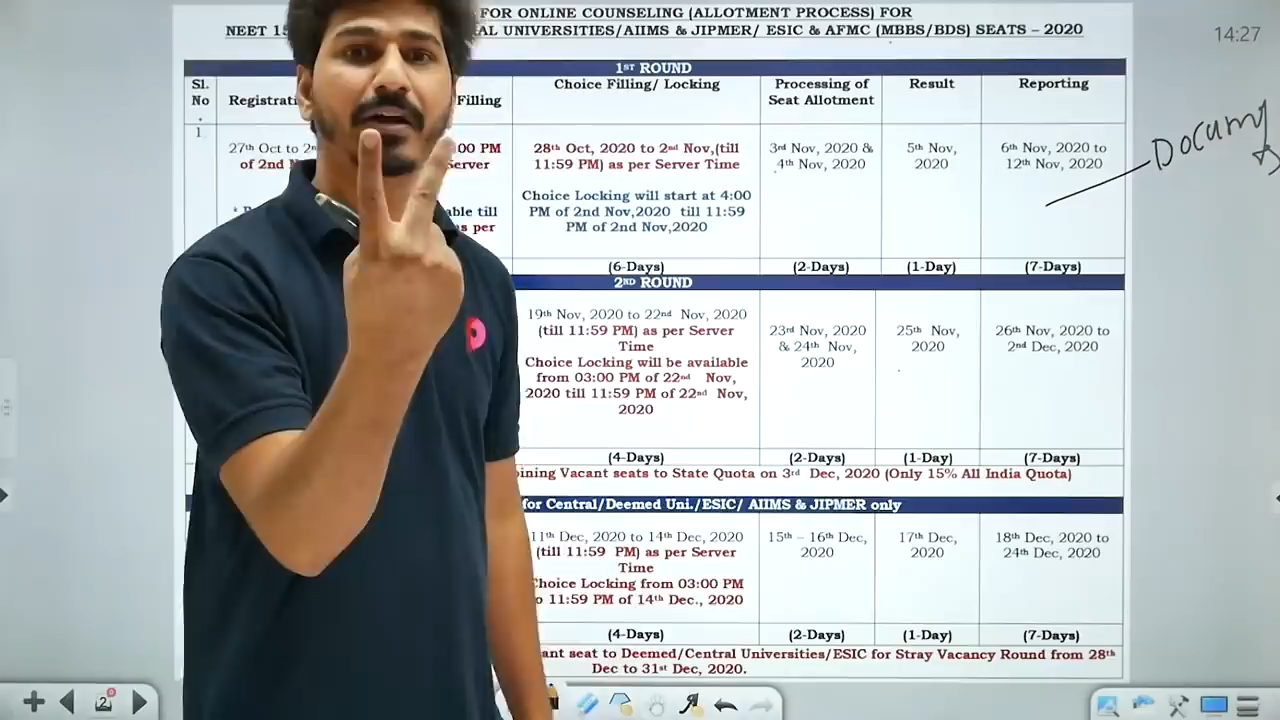 FOR ONLINE COUNSELING (ALLOTMENT PROCESS) FOR
NEET 15 UNIVERSITIES/AIIMS & JIPMER/ ESIC & AFMC (MBBS/BDS) SEATS – 2020
14:27
1ST ROUND
Sl. No .
Filling
Choice Filling/ Locking
Processing of Seat Allotment
Result
Reporting
1
27th Oct to
of 2nd
00 PM
till
as per
28th Oct, 2020 to 2nd Nov,(till
11:59 PM) as per Server Time
Choice Locking will start at 4:00
PM of 2nd Nov,2020 till 11:59
PM of 2nd Nov,2020
3rd Nov, 2020 &
4th Nov, 2020
5th Nov,
2020
6th Nov, 2020 to
12th Nov, 2020
(6-Days)
(2-Days)
(1-Day)
(7-Days)
2ND ROUND
19th Nov, 2020 to 22nd Nov, 2020
(till 11:59 PM) as per Server
Time
Choice Locking will be available
from 03:00 PM of 22nd Nov,
2020 till 11:59 PM of 22nd Nov,
2020
23rd Nov, 2020
& 24th Nov,
2020
25th Nov,
2020
26th Nov, 2020 to
2nd Dec, 2020
(4-Days)
(2-Days)
(1-Day)
(7-Days)
Vacant seats to State Quota on 3rd Dec, 2020 (Only 15% All India Quota)
for Central/Deemed Uni./ESIC/ AIIMS & JIPMER only
11th Dec, 2020 to 14th Dec, 2020
(till 11:59 PM) as per Server
Time
Choice Locking from 03:00 PM
11:59 PM of 14th Dec., 2020
15th – 16th Dec,
2020
17th Dec,
2020
18th Dec, 2020 to
24th Dec, 2020
(4-Days)
(2-Days)
(1-Day)
(7-Days)
seat to Deemed/Central Universities/ESIC for Stray Vacancy Round from 28th
Dec to 31st Dec, 2020.
2